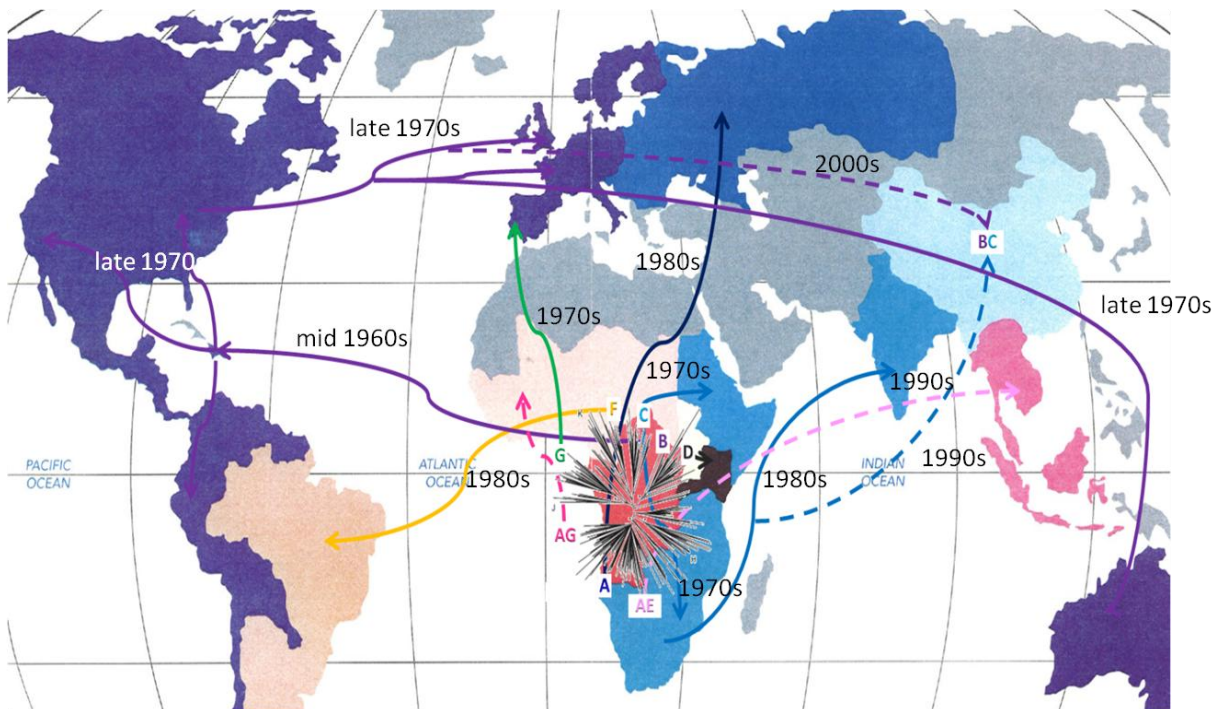 late 1970s
2000s
BC
late 1970s
1980s
late 1970s
mid 1960s
1970s
1970s
1990s
K
F
C
B
G
D
PACIFIC
OCEAN
ATLANTIC
OCEAN
1980s
1980s
INDIAN
OCEAN
1990s
J
AG
H
A
AE
1970s